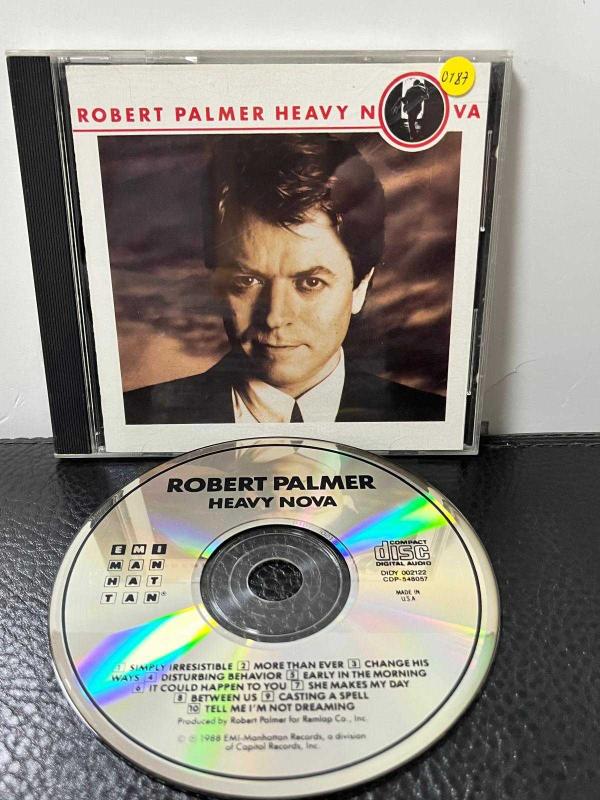 0187
ROBERT PALMER HEAVY N VA
ROBERT PALMER
HEAVY NOVA
EMI
MAN
HAT
TAN®
COMPACT
disc
DIGITAL AUDIO
DIDY 002122
CDP-548057
MADE IN
U.S.A
1 SIMPLY IRRESISTIBLE 2 MORE THAN EVER 3 CHANGE HIS
WAYS 4 DISTURBING BEHAVIOR 5 EARLY IN THE MORNING
6 IT COULD HAPPEN TO YOU 7 SHE MAKES MY DAY
8 BETWEEN US 9 CASTING A SPELL
10 TELL ME I'M NOT DREAMING
Produced by Robert Palmer for Remlap Co., Inc.
© ℗ 1988 EMI-Manhattan Records, a division
of Capitol Records, Inc.